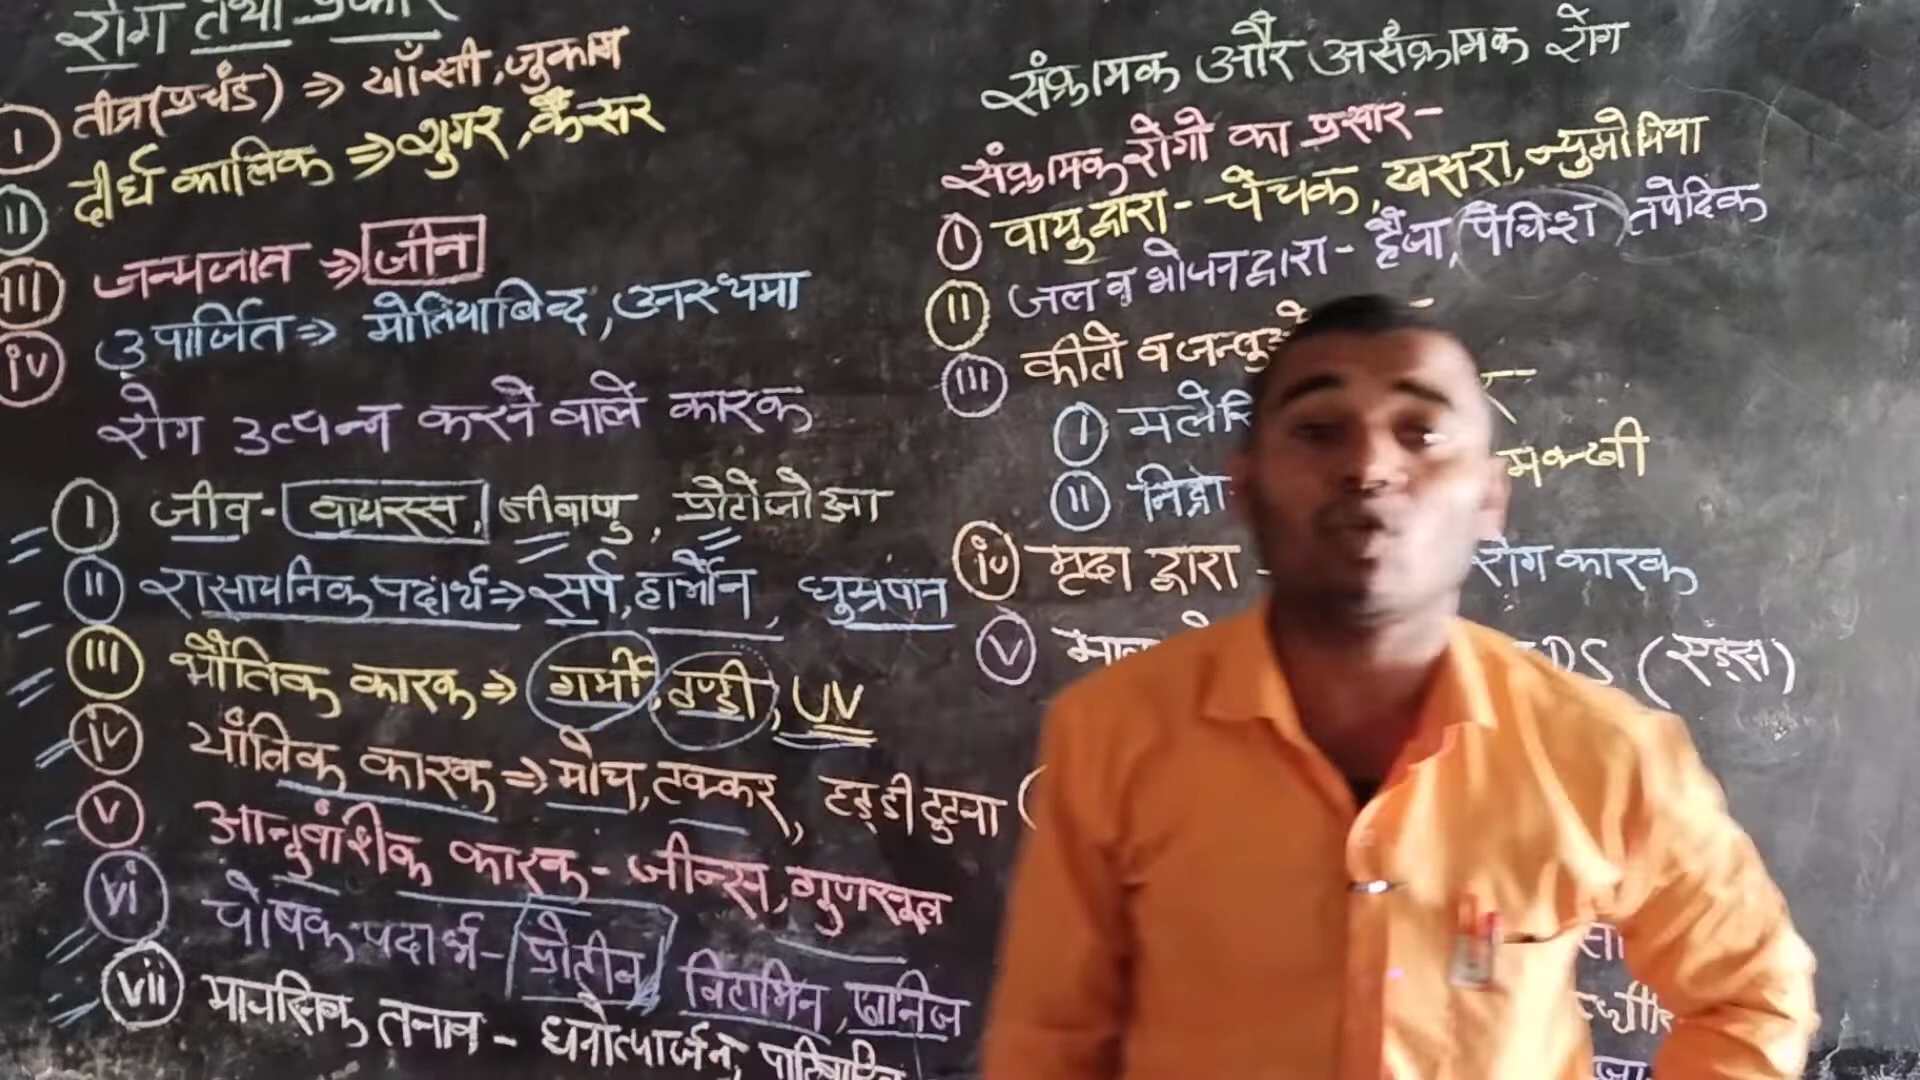 रोग तथा प्रकार
I तीव्र(प्रचंड) ⇒ खाँसी, जुकाम
II दीर्घ कालिक ⇒ शुगर, कैंसर
III जन्मजात ⇒ जीन
iv उपार्जित ⇒ मोतियाबिन्द, अस्थमा
रोग उत्पन्न करने वाले कारक
I जीव - वायरस, जीवाणु, प्रोटोजोआ
II रासायनिक पदार्थ ⇒ सर्प, हार्मोन, धुम्रपान
III भौतिक कारक ⇒ गर्मी, ठण्डी, UV
iv यांत्रिक कारक ⇒ मोच, टक्कर, हड्डी टुटना (
V आनुवांशिक कारक - जीन्स, गुणसूत्र
vi पोषक पदार्थ - प्रोटीन, विटामिन, खनिज
vii मानसिक तनाव - धनोत्पार्जन, पारिवारिक
संक्रामक और असंक्रामक रोग
संक्रामक रोगो का प्रसार -
I वायु द्वारा - चेचक, खसरा, न्युमोनिया
II जल व भोजन द्वारा - हैजा, पेचिश, तपेदिक
III कीटो व जन्तुओ
I मलेरि
II निद्रा मक्खी
iv मृदा द्वारा - रोग कारक
V DS (एड्स)